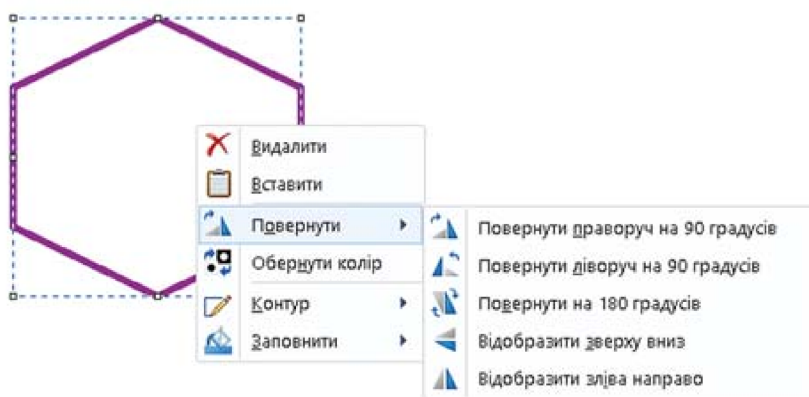 Видалити
Вставити
Повернути
Обернути колір
Контур
Заповнити
Повернути праворуч на 90 градусів
Повернути ліворуч на 90 градусів
Повернути на 180 градусів
Відобразити зверху вниз
Відобразити зліва направо